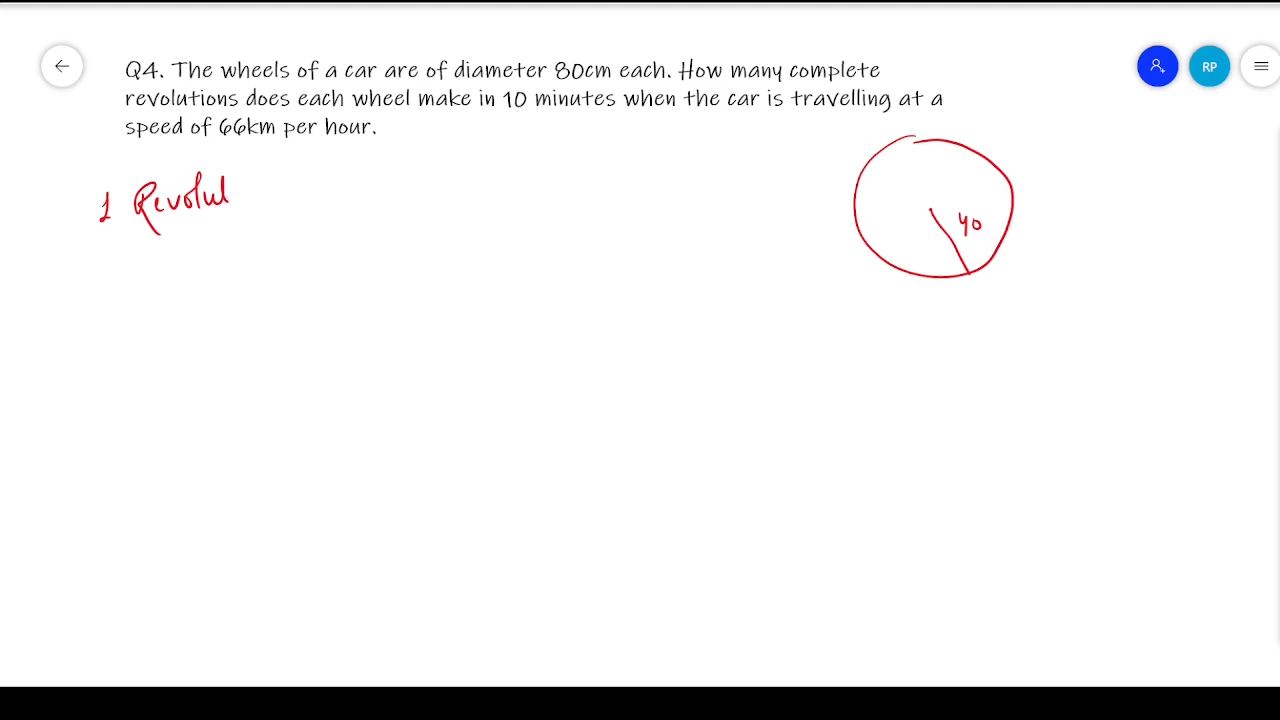 Q4. The wheels of a car are of diameter 80cm each. How many complete
revolutions does each wheel make in 10 minutes when the car is travelling at a
speed of 66km per hour.
RP
1 Revolu
40